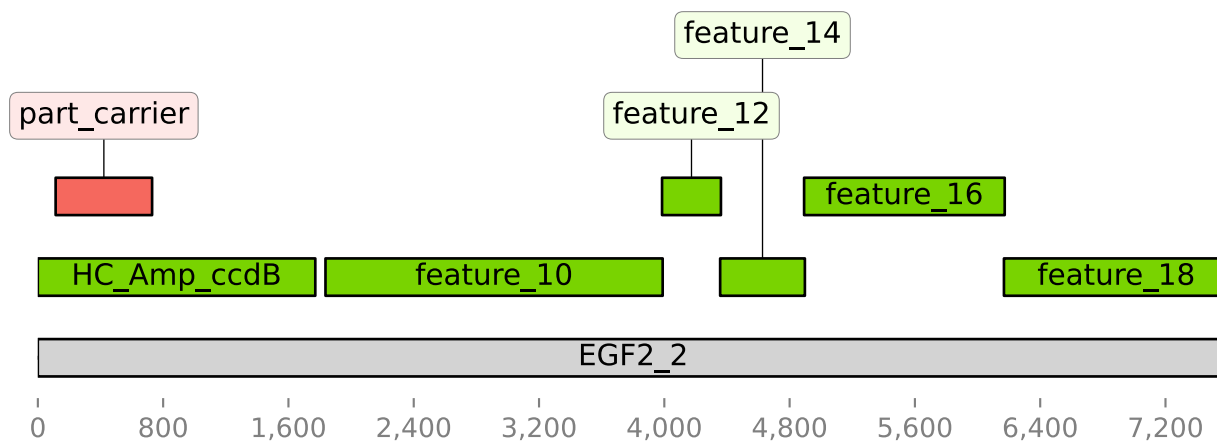 feature_14
part_carrier
feature_12
feature_16
HC_Amp_ccdB
feature_10
feature_18
EGF2_2
0 800 1,600 2,400 3,200 4,000 4,800 5,600 6,400 7,200